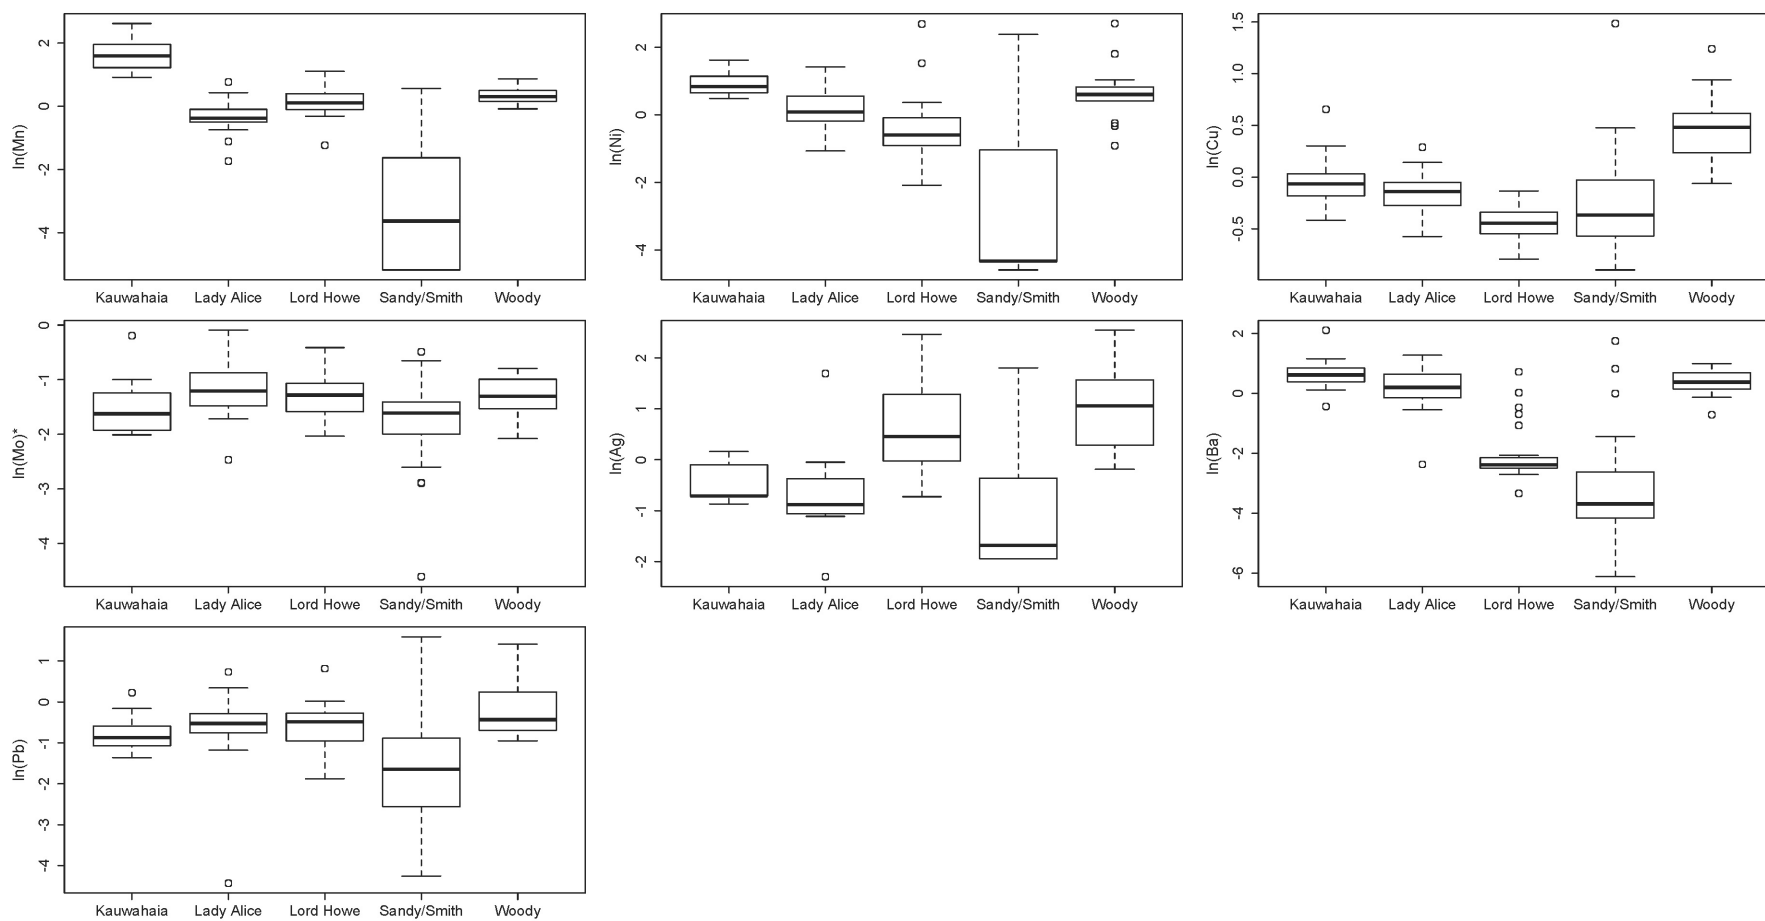 ln(Mn)
2
0
-2
-4
Kauwahaia Lady Alice Lord Howe Sandy/Smith Woody
ln(Ni)
2
0
-2
-4
Kauwahaia Lady Alice Lord Howe Sandy/Smith Woody
ln(Cu)
1.5
1.0
0.5
0.0
-0.5
Kauwahaia Lady Alice Lord Howe Sandy/Smith Woody
ln(Mo)*
0
-1
-2
-3
-4
Kauwahaia Lady Alice Lord Howe Sandy/Smith Woody
ln(Ag)
2
1
0
-1
-2
Kauwahaia Lady Alice Lord Howe Sandy/Smith Woody
ln(Ba)
2
0
-2
-4
-6
Kauwahaia Lady Alice Lord Howe Sandy/Smith Woody
ln(Pb)
1
0
-1
-2
-3
-4
Kauwahaia Lady Alice Lord Howe Sandy/Smith Woody